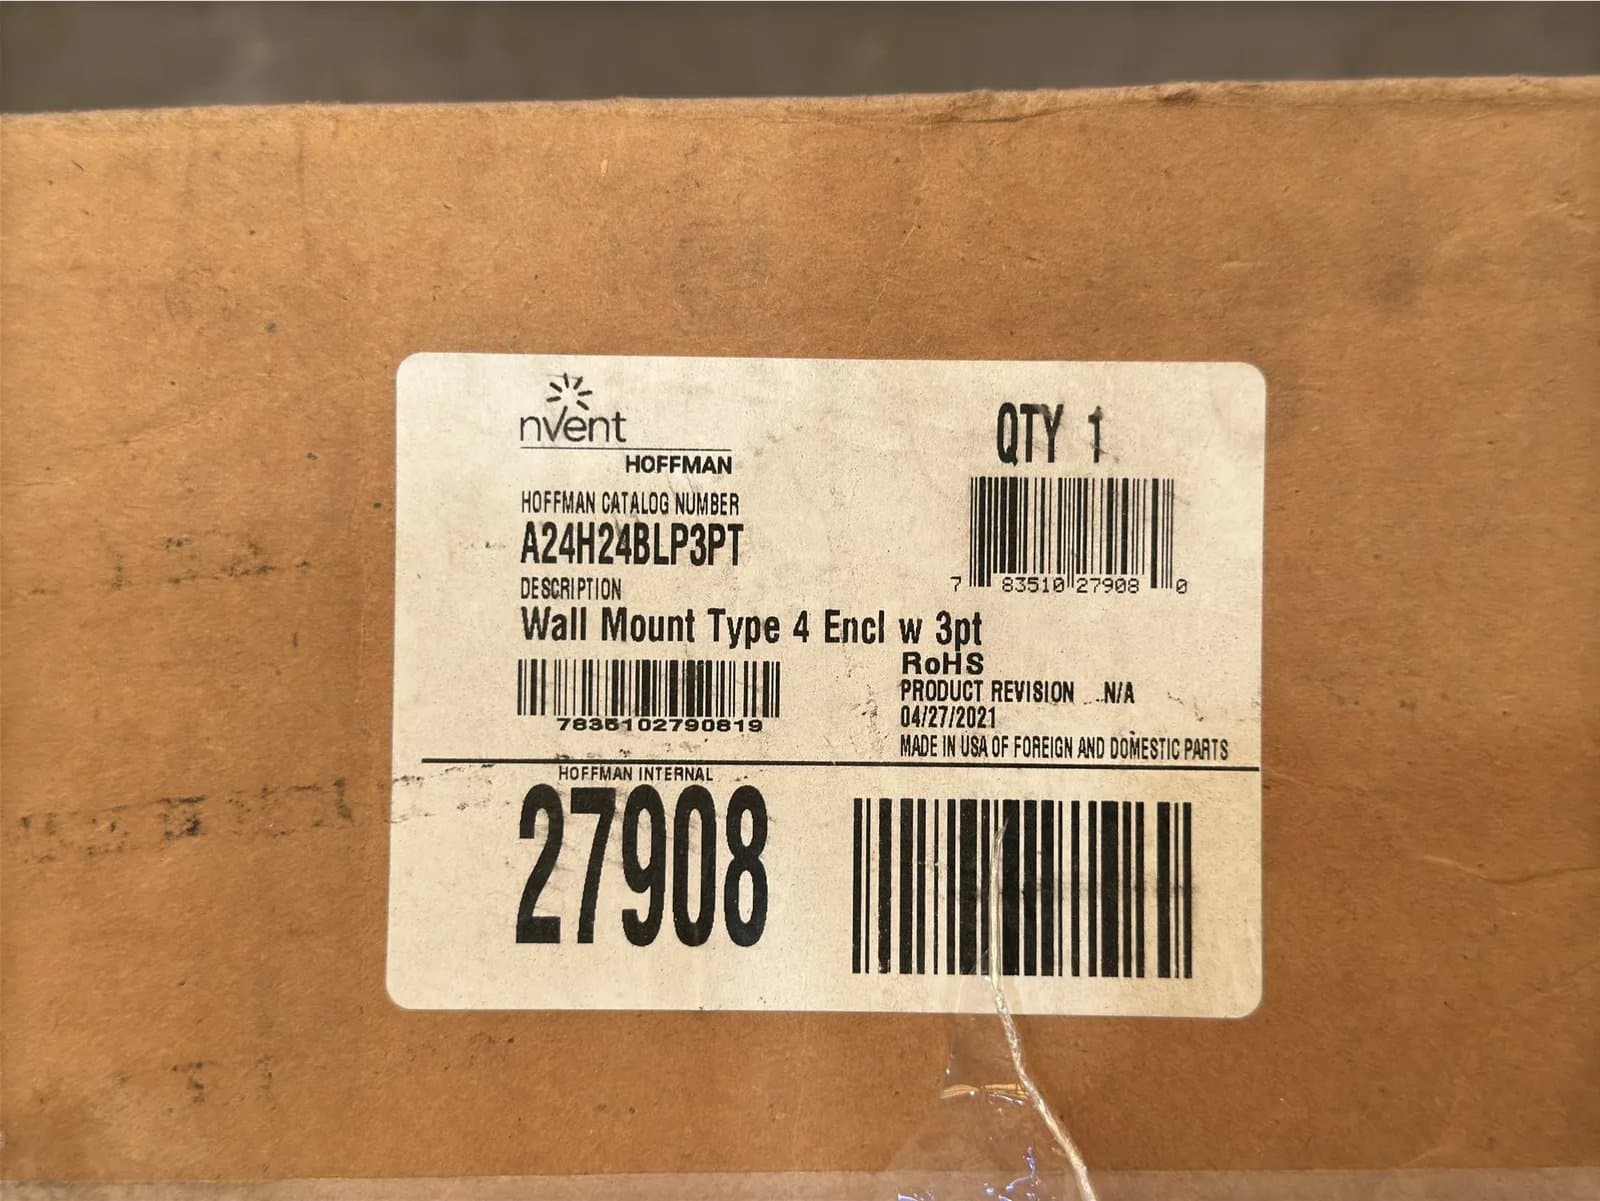 nVent
HOFFMAN
HOFFMAN CATALOG NUMBER
A24H24BLP3PT
DESCRIPTION
Wall Mount Type 4 Encl w 3pt
7835102790819
QTY 1
7 83510 27908 0
RoHS
PRODUCT REVISION N/A
04/27/2021
MADE IN USA OF FOREIGN AND DOMESTIC PARTS
HOFFMAN INTERNAL
27908